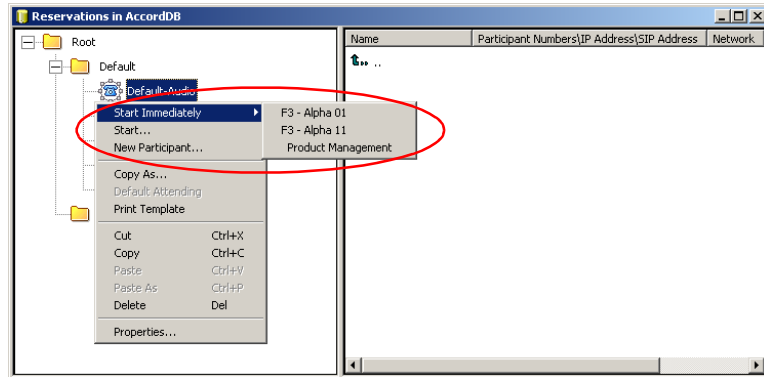 Reservations in AccordDB
Root
Default
Default-Audio
Start Immediately
Start...
New Participant...
Copy As...
Default Attending
Print Template
Cut Ctrl+X
Copy Ctrl+C
Paste Ctrl+V
Paste As Ctrl+P
Delete Del
Properties...
F3 - Alpha 01
F3 - Alpha 11
Product Management
Name Participant Numbers\IP Address\SIP Address Network
..